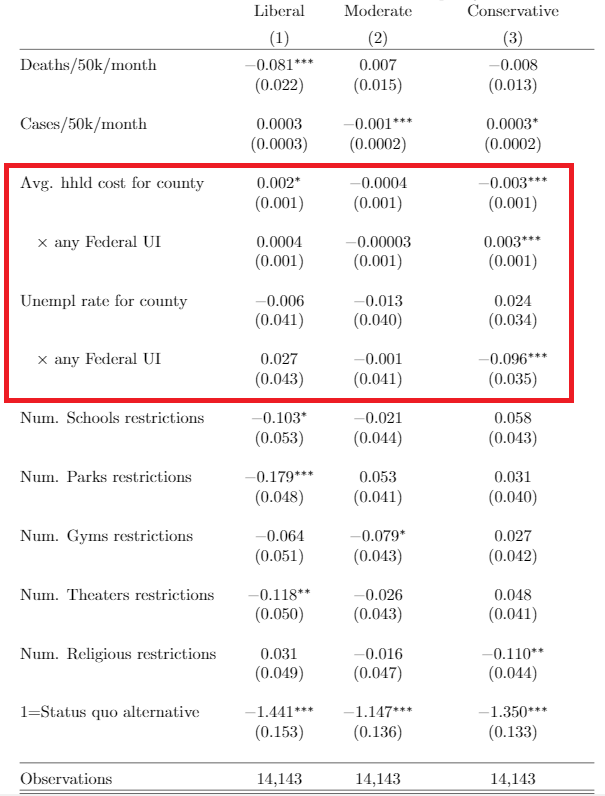 Liberal Moderate Conservative
(1) (2) (3)
Deaths/50k/month −0.081*** 0.007 −0.008
(0.022) (0.015) (0.013)
Cases/50k/month 0.0003 −0.001*** 0.0003*
(0.0003) (0.0002) (0.0002)
Avg. hhld cost for county 0.002* −0.0004 −0.003***
(0.001) (0.001) (0.001)
× any Federal UI 0.0004 −0.00003 0.003***
(0.001) (0.001) (0.001)
Unempl rate for county −0.006 −0.013 0.024
(0.041) (0.040) (0.034)
× any Federal UI 0.027 −0.001 −0.096***
(0.043) (0.041) (0.035)
Num. Schools restrictions −0.103* −0.021 0.058
(0.053) (0.044) (0.043)
Num. Parks restrictions −0.179*** 0.053 0.031
(0.048) (0.041) (0.040)
Num. Gyms restrictions −0.064 −0.079* 0.027
(0.051) (0.043) (0.042)
Num. Theaters restrictions −0.118** −0.026 0.048
(0.050) (0.043) (0.041)
Num. Religious restrictions 0.031 −0.016 −0.110**
(0.049) (0.047) (0.044)
1=Status quo alternative −1.441*** −1.147*** −1.350***
(0.153) (0.136) (0.133)
Observations 14,143 14,143 14,143